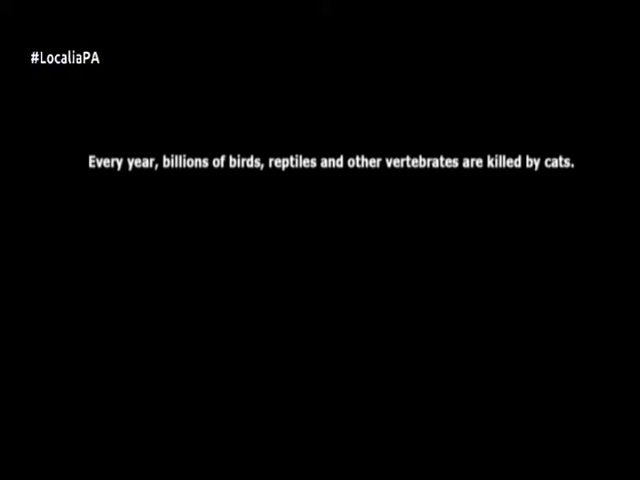 #LocaliaPA
Every year, billions of birds, reptiles and other vertebrates are killed by cats.